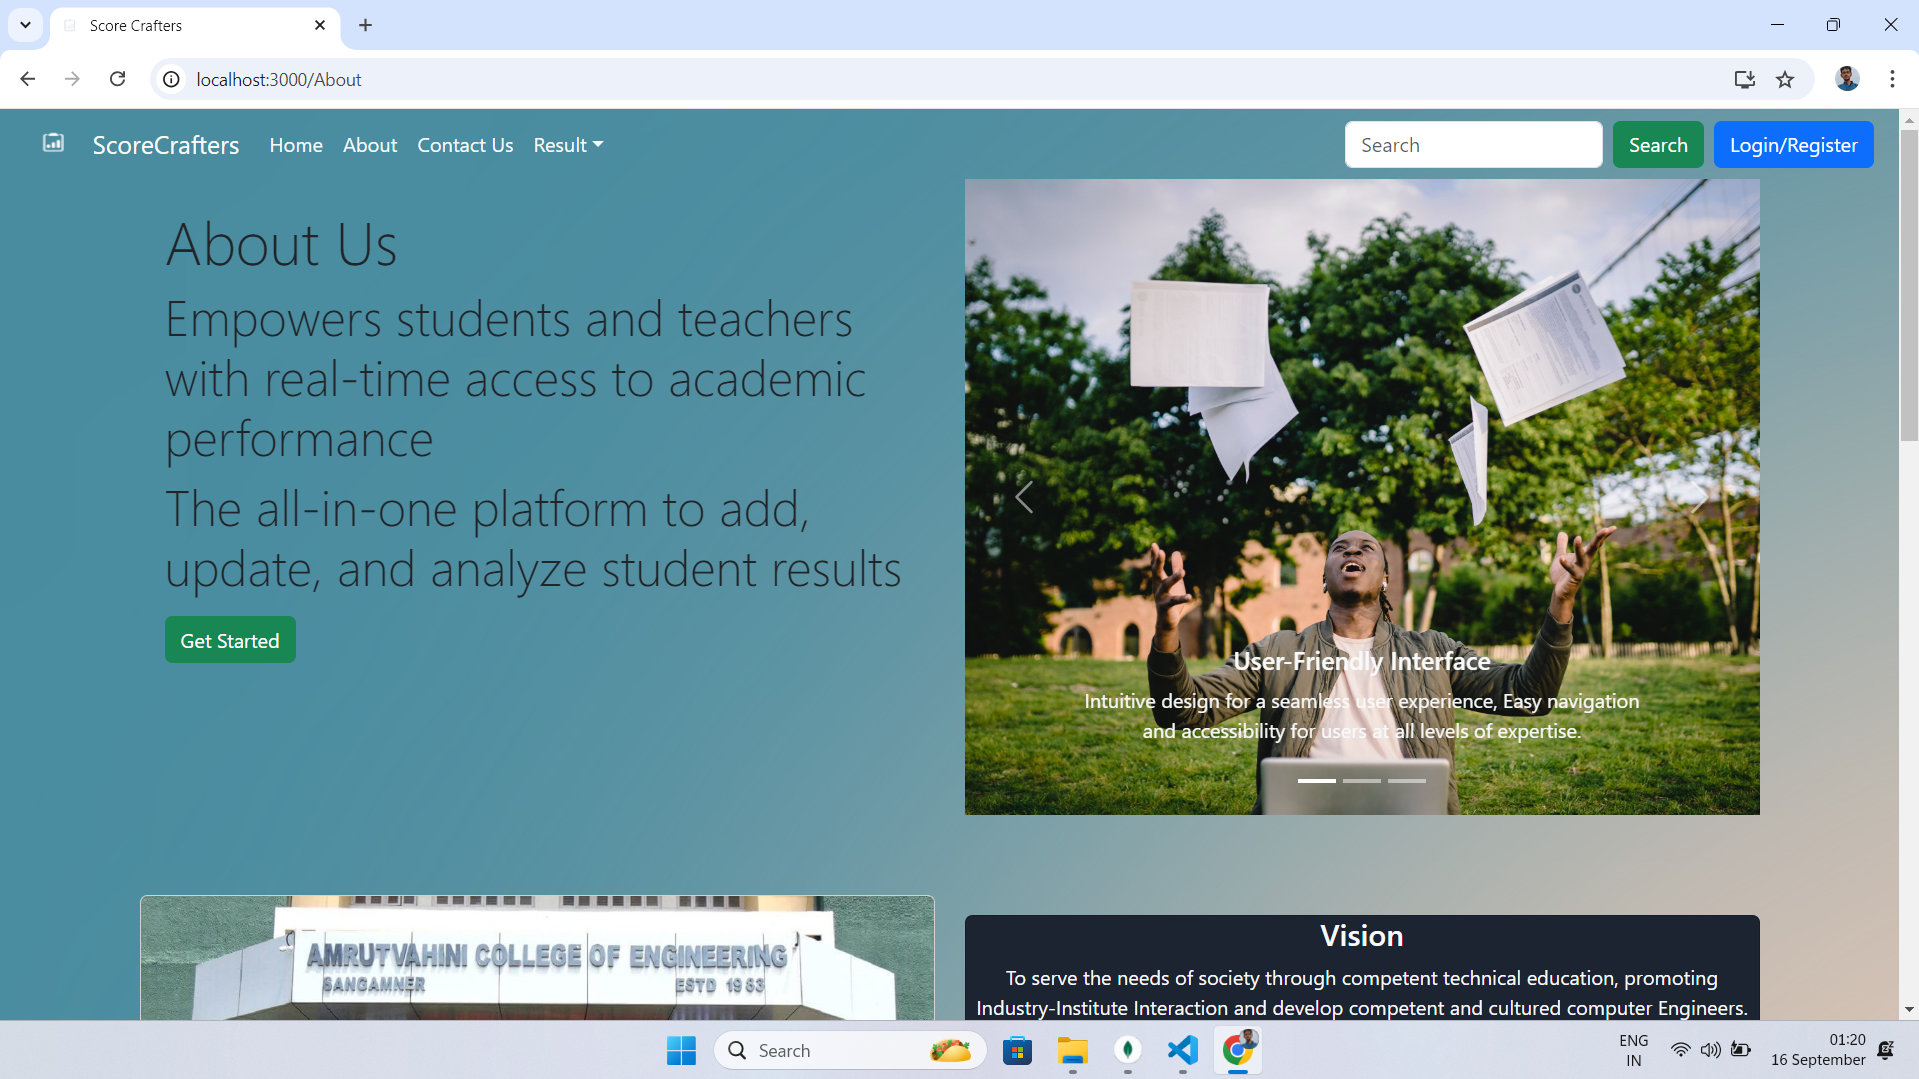 Score Crafters
localhost:3000/About
ScoreCrafters Home About Contact Us Result Search Search Login/Register
About Us
Empowers students and teachers
with real-time access to academic
performance
The all-in-one platform to add,
update, and analyze student results
Get Started
User-Friendly Interface
Intuitive design for a seamless user experience, Easy navigation
and accessibility for users at all levels of expertise.
AMRUTVAHINI COLLEGE OF ENGINEERING
SANGAMNER ESTD 1983
Vision
To serve the needs of society through competent technical education, promoting
Industry-Institute Interaction and develop competent and cultured computer Engineers.
Search
ENG
IN
01:20
16 September